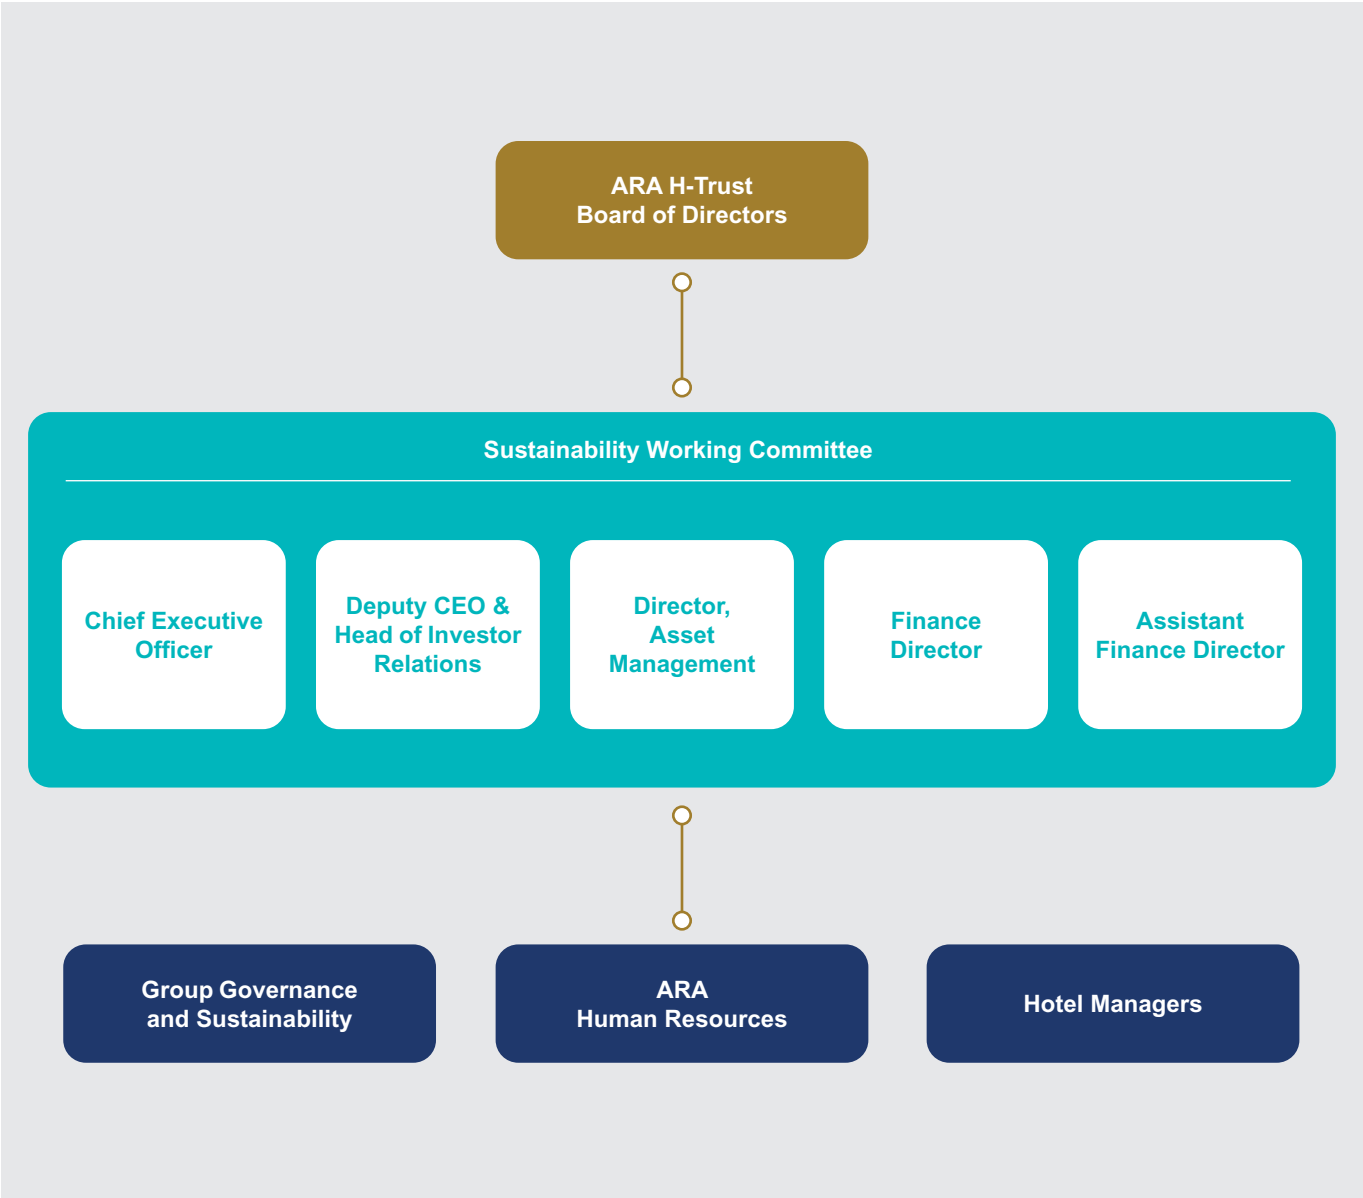 ARA H-Trust
Board of Directors
Sustainability Working Committee
Chief Executive
Officer
Deputy CEO &
Head of Investor
Relations
Director,
Asset
Management
Finance
Director
Assistant
Finance Director
Group Governance
and Sustainability
ARA
Human Resources
Hotel Managers